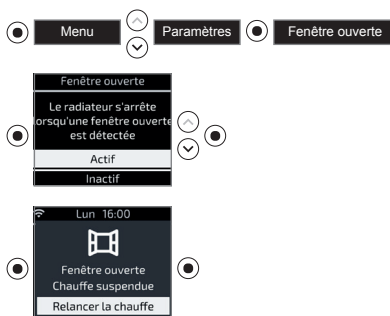 Menu
Paramètres
Fenêtre ouverte
Fenêtre ouverte
Le radiateur s'arrête
lorsqu'une fenêtre ouverte
est détectée
Actif
Inactif
Lun 16:00
Fenêtre ouverte
Chauffe suspendue
Relancer la chauffe